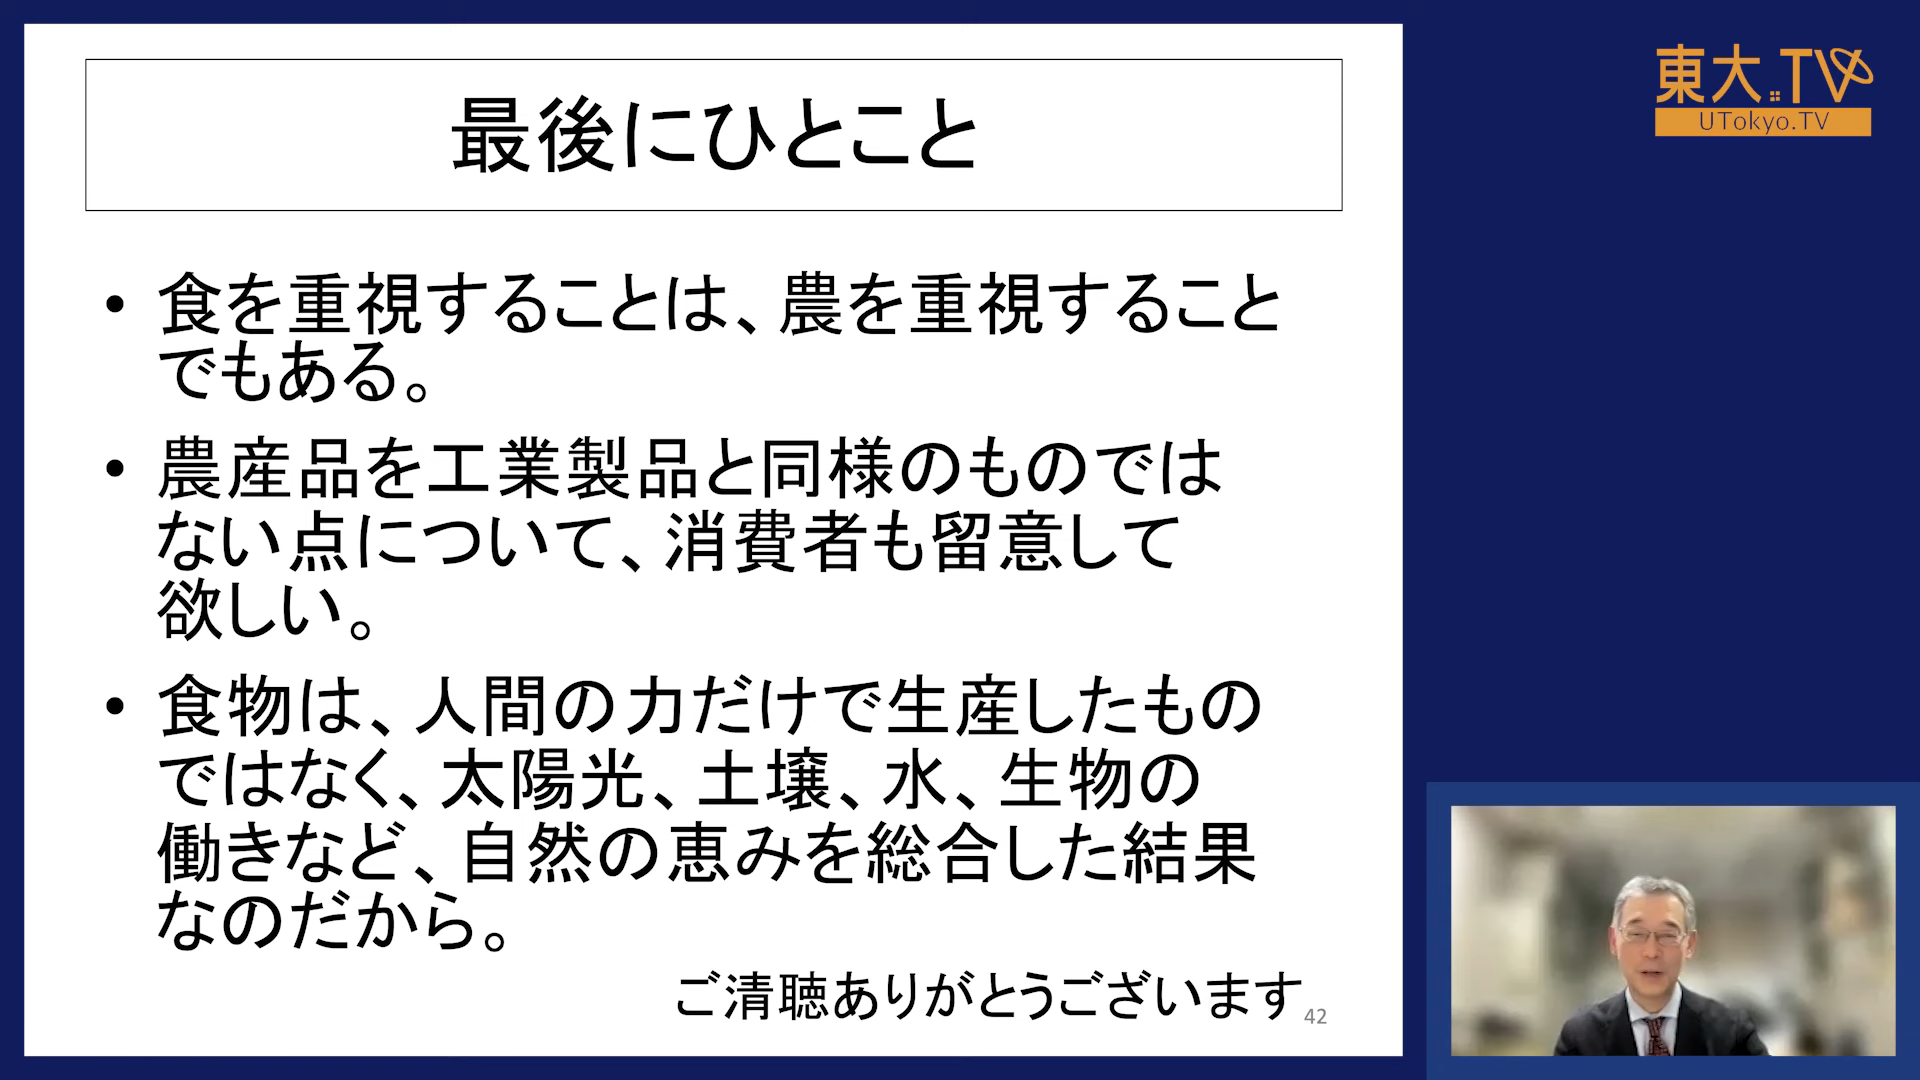 東大TV
UTokyo.TV
最後にひとこと
• 食を重視することは、農を重視すること
でもある。
• 農産品を工業製品と同様のものでは
ない点について、消費者も留意して
欲しい。
• 食物は、人間の力だけで生産したもの
ではなく、太陽光、土壌、水、生物の
働きなど、自然の恵みを総合した結果
なのだから。
ご清聴ありがとうございます
42